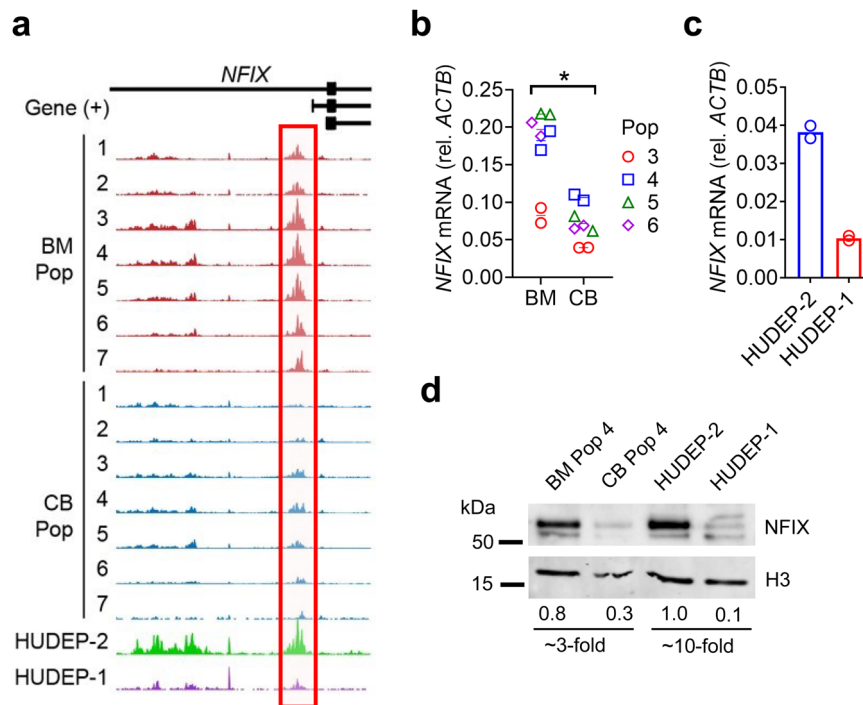 a
NFIX
Gene (+)
BM Pop
1
2
3
4
5
6
7
CB Pop
1
2
3
4
5
6
7
HUDEP-2
HUDEP-1
b
NFIX mRNA (rel. ACTB)
0.25
0.20
0.15
0.10
0.05
0.00
*
BM CB
Pop
3
4
5
6
c
NFIX mRNA (rel. ACTB)
0.05
0.04
0.03
0.02
0.01
0.00
HUDEP-2
HUDEP-1
d
BM Pop 4
CB Pop 4
HUDEP-2
HUDEP-1
kDa
50
NFIX
15
H3
0.8 0.3 1.0 0.1
~3-fold ~10-fold